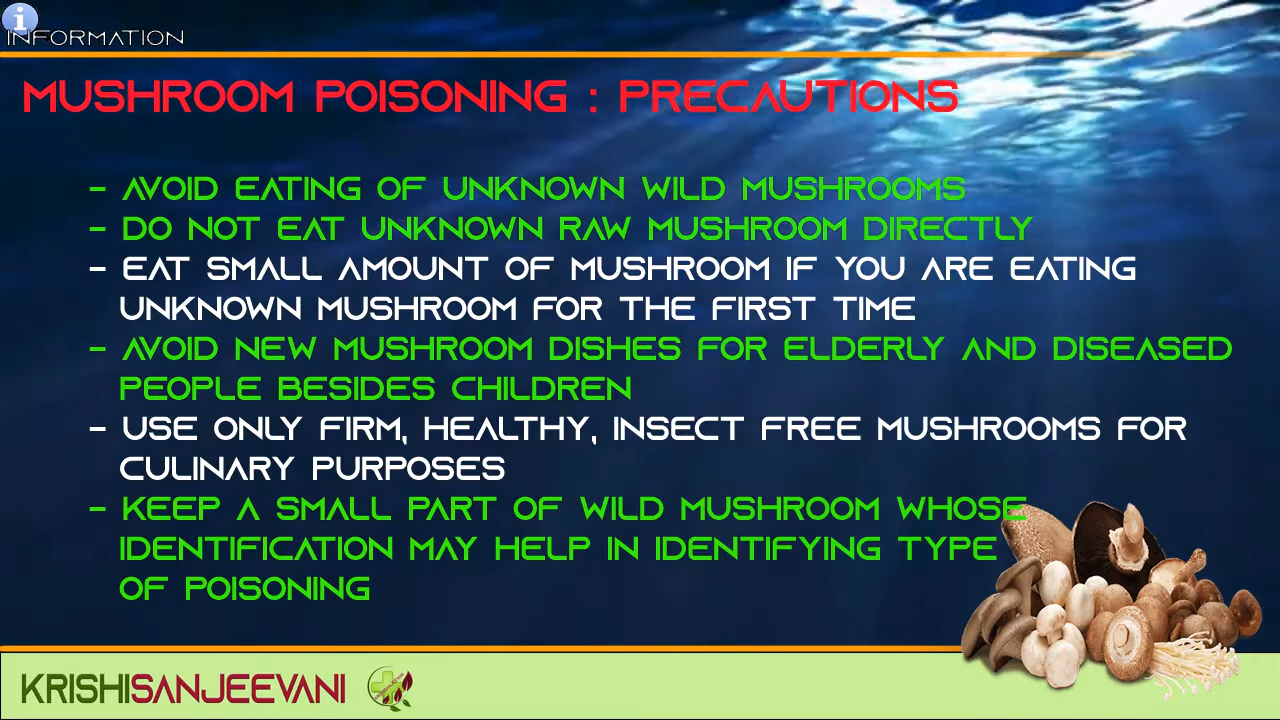 INFORMATION
MUSHROOM POISONING : PRECAUTIONS
- AVOID EATING OF UNKNOWN WILD MUSHROOMS
- DO NOT EAT UNKNOWN RAW MUSHROOM DIRECTLY
- EAT SMALL AMOUNT OF MUSHROOM IF YOU ARE EATING
UNKNOWN MUSHROOM FOR THE FIRST TIME
- AVOID NEW MUSHROOM DISHES FOR ELDERLY AND DISEASED
PEOPLE BESIDES CHILDREN
- USE ONLY FIRM, HEALTHY, INSECT FREE MUSHROOMS FOR
CULINARY PURPOSES
- KEEP A SMALL PART OF WILD MUSHROOM WHOSE
IDENTIFICATION MAY HELP IN IDENTIFYING TYPE
OF POISONING
KRISHISANJEEVANI